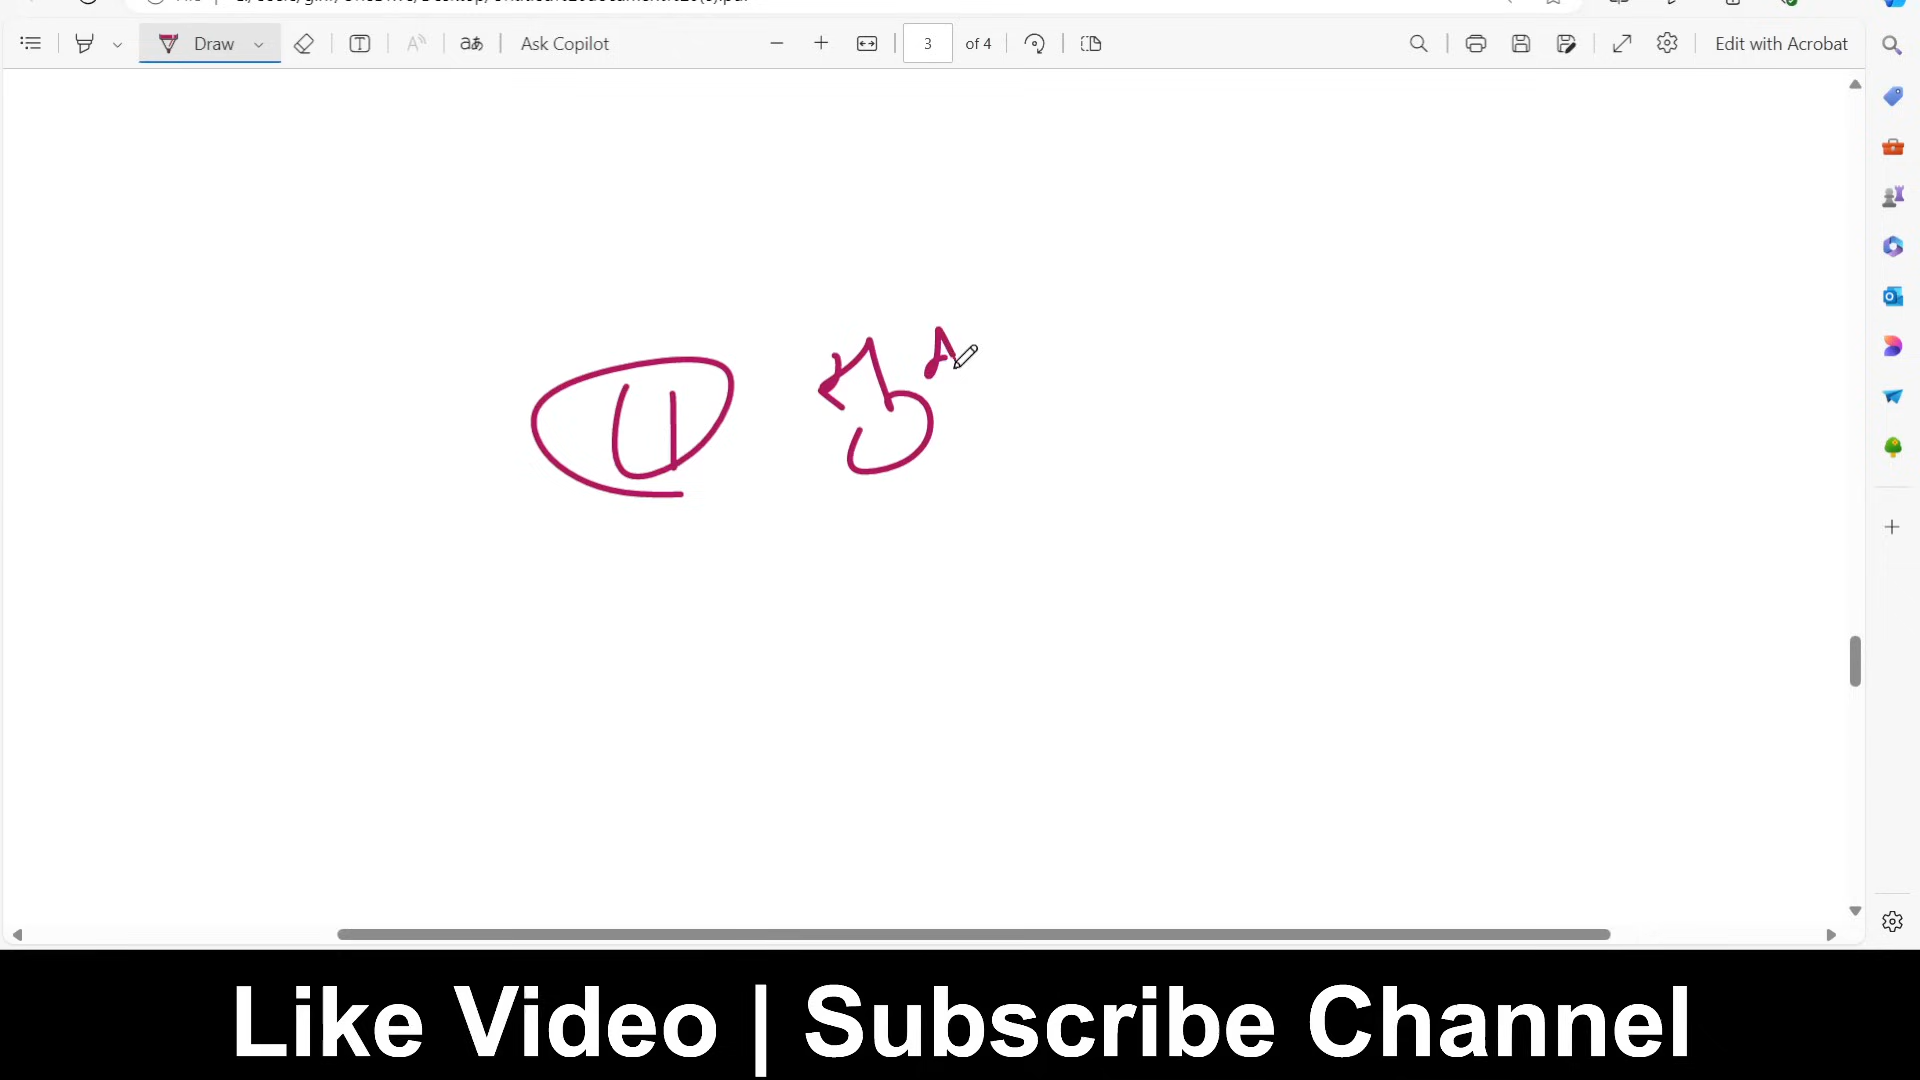 Draw
Ask Copilot
3 of 4
Edit with Acrobat
Like Video | Subscribe Channel